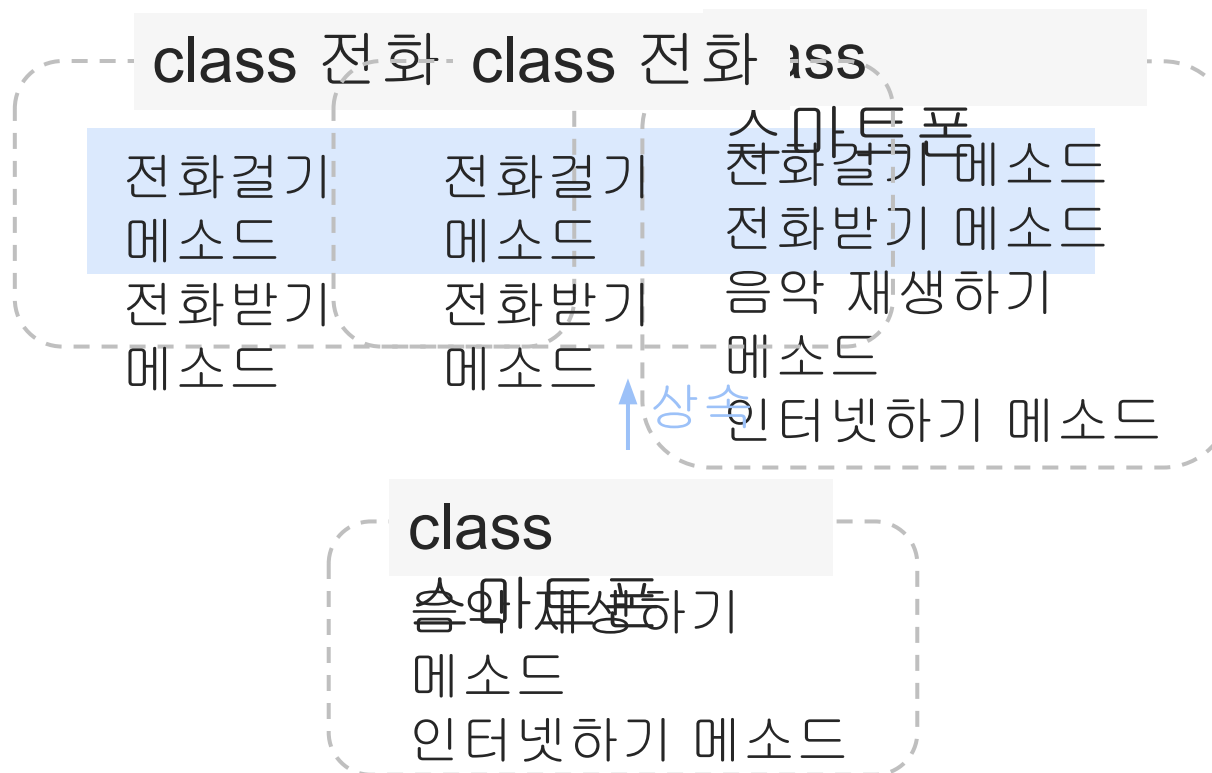 class 전화
전화걸기
메소드
전화받기
메소드
class 전화
전화걸기
메소드
전화받기
메소드
ass
스마트폰
전화걸기 메소드
전화받기 메소드
음악 재생하기
메소드
인터넷하기 메소드
상속
class
스마트폰
음악 재생하기
메소드
인터넷하기 메소드